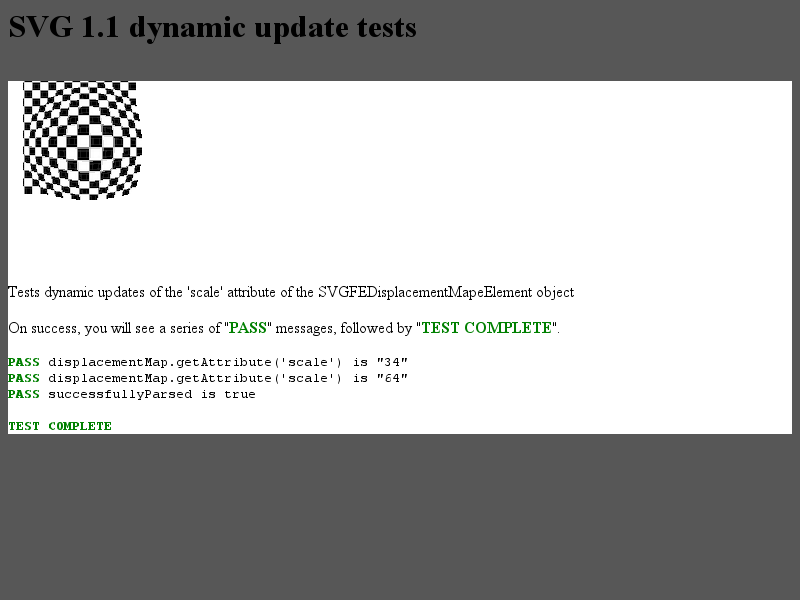 SVG 1.1 dynamic update tests
Tests dynamic updates of the 'scale' attribute of the SVGFEDisplacementMapeElement object
On success, you will see a series of "PASS" messages, followed by "TEST COMPLETE".
PASS displacementMap.getAttribute('scale') is "34"
PASS displacementMap.getAttribute('scale') is "64"
PASS successfullyParsed is true
TEST COMPLETE